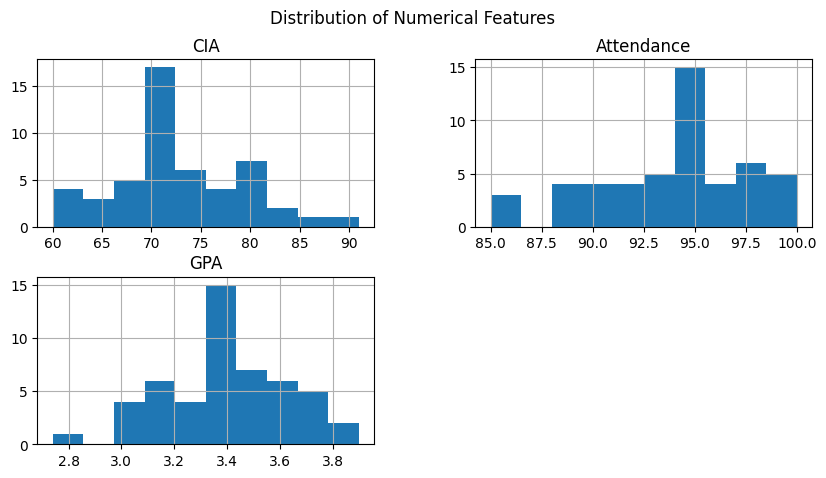 Distribution of Numerical Features
CIA
Attendance
15
10
5
0
60 65 70 75 80 85 90
15
10
5
0
85.0 87.5 90.0 92.5 95.0 97.5 100.0
GPA
15
10
5
0
2.8 3.0 3.2 3.4 3.6 3.8